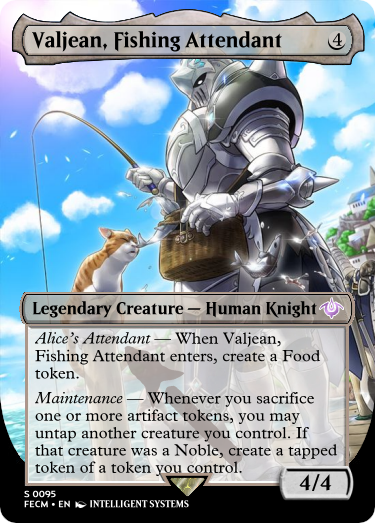 Valjean, Fishing Attendant 4
Legendary Creature — Human Knight
Alice's Attendant — When Valjean,
Fishing Attendant enters, create a Food
token.
Maintenance — Whenever you sacrifice
one or more artifact tokens, you may
untap another creature you control. If
that creature was a Noble, create a tapped
token of a token you control.
4/4
S 0095
FECM • EN INTELLIGENT SYSTEMS